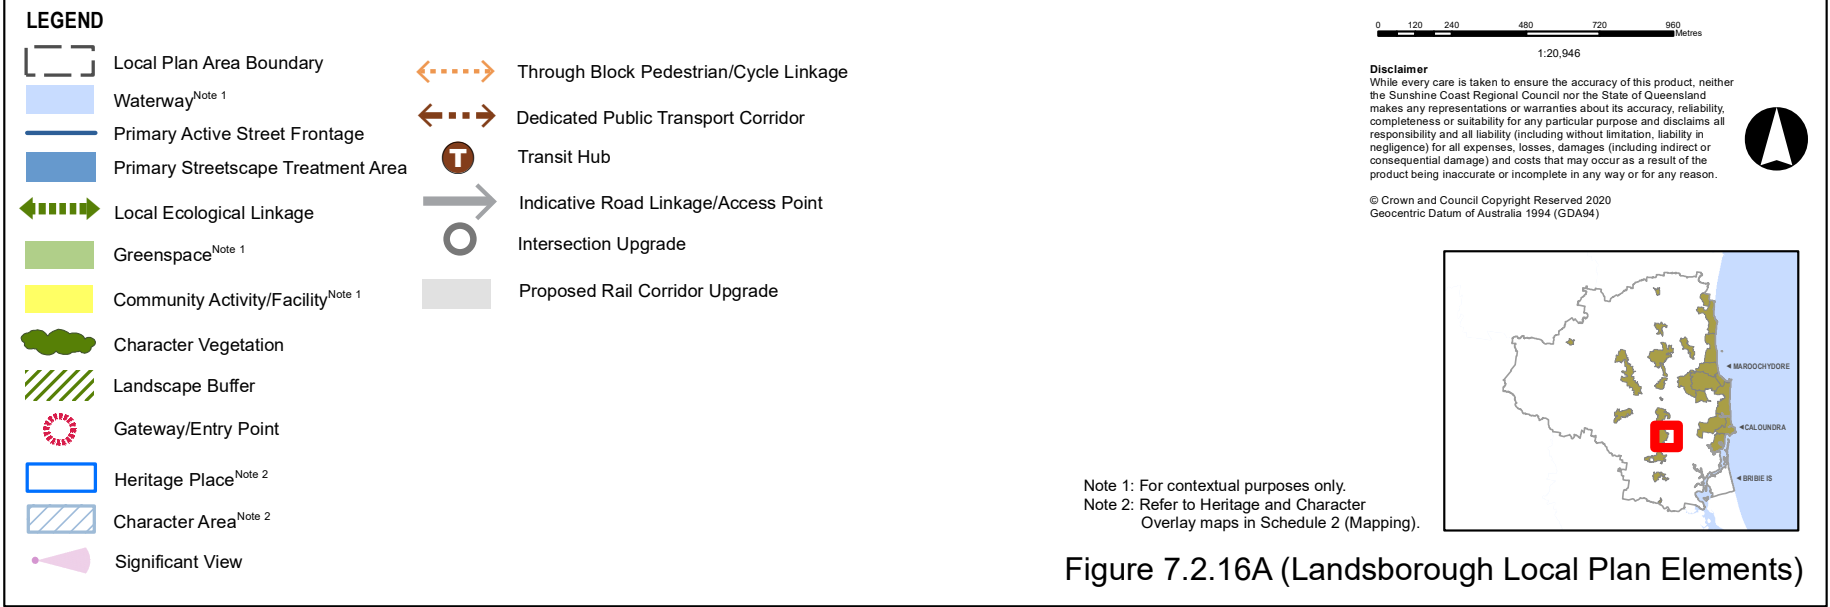 LEGEND
Local Plan Area Boundary
Waterway Note 1
Primary Active Street Frontage
Primary Streetscape Treatment Area
Local Ecological Linkage
Greenspace Note 1
Community Activity/Facility Note 1
Character Vegetation
Landscape Buffer
Gateway/Entry Point
Heritage Place Note 2
Character Area Note 2
Significant View
Through Block Pedestrian/Cycle Linkage
Dedicated Public Transport Corridor
T
Transit Hub
Indicative Road Linkage/Access Point
Intersection Upgrade
Proposed Rail Corridor Upgrade
0 120 240 480 720 960
Metres
1:20,946
Disclaimer
While every care is taken to ensure the accuracy of this product, neither
the Sunshine Coast Regional Council nor the State of Queensland
makes any representations or warranties about its accuracy, reliability,
completeness or suitability for any particular purpose and disclaims all
responsibility and all liability (including without limitation, liability in
negligence) for all expenses, losses, damages (including indirect or
consequential damage) and costs that may occur as a result of the
product being inaccurate or incomplete in any way or for any reason.
© Crown and Council Copyright Reserved 2020
Geocentric Datum of Australia 1994 (GDA94)
MAROOCHYDORE
CALOUNDRA
BRIBIE IS
Note 1: For contextual purposes only.
Note 2: Refer to Heritage and Character
Overlay maps in Schedule 2 (Mapping).
Figure 7.2.16A (Landsborough Local Plan Elements)